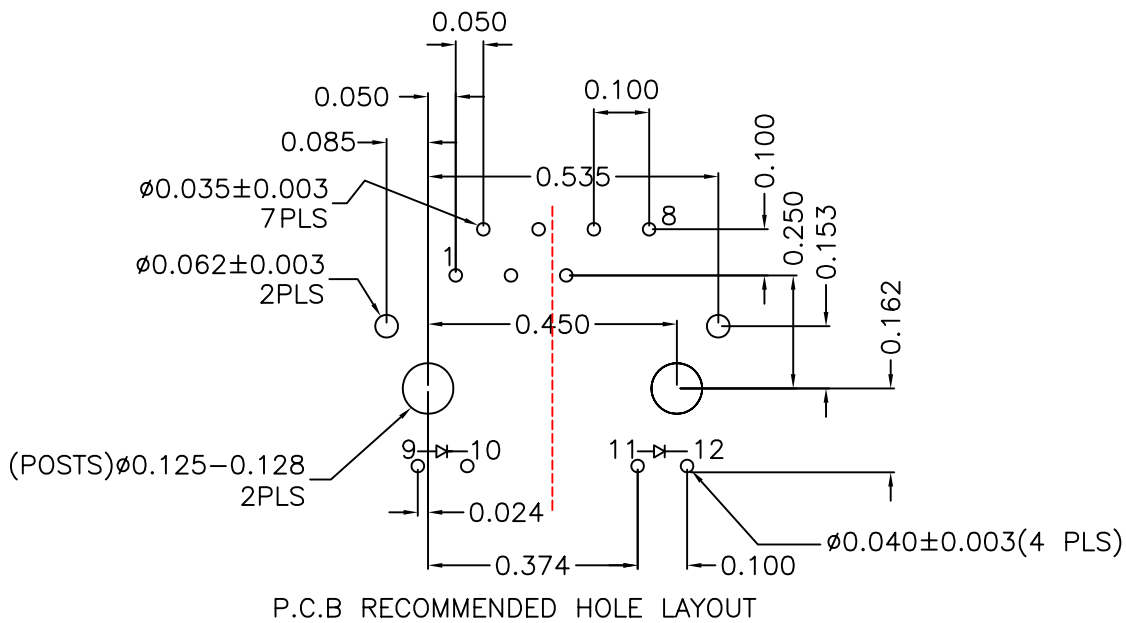 0.050
0.050
0.100
0.085
0.100
0.535
ø0.035±0.003
7PLS
8
0.250
0.153
1
ø0.062±0.003
2PLS
0.450
0.162
9
10
11
12
(POSTS)ø0.125-0.128
2PLS
0.024
ø0.040±0.003(4 PLS)
0.374
0.100
P.C.B RECOMMENDED HOLE LAYOUT